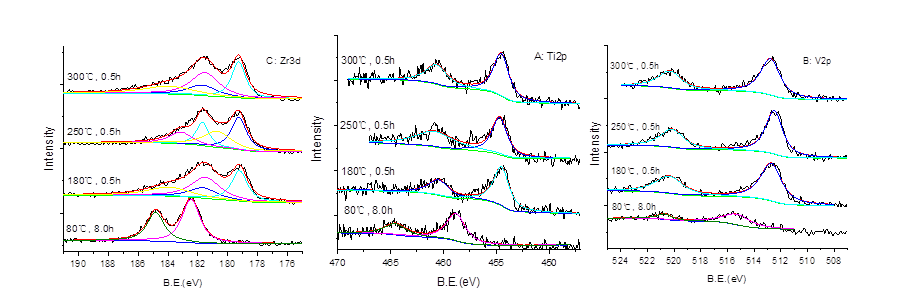 C: Zr3d
300℃, 0.5h
250℃, 0.5h
180℃, 0.5h
80℃, 8.0h
Intensity
190 188 186 184 182 180 178 176
B.E.(eV)
A: Ti2p
300℃, 0.5h
250℃, 0.5h
180℃, 0.5h
80℃, 8.0h
Intensity
470 465 460 455 450
B.E.(eV)
B: V2p
300℃, 0.5h
250℃, 0.5h
180℃, 0.5h
80℃, 8.0h
Intensity
524 522 520 518 516 514 512 510 508
B.E.(eV)